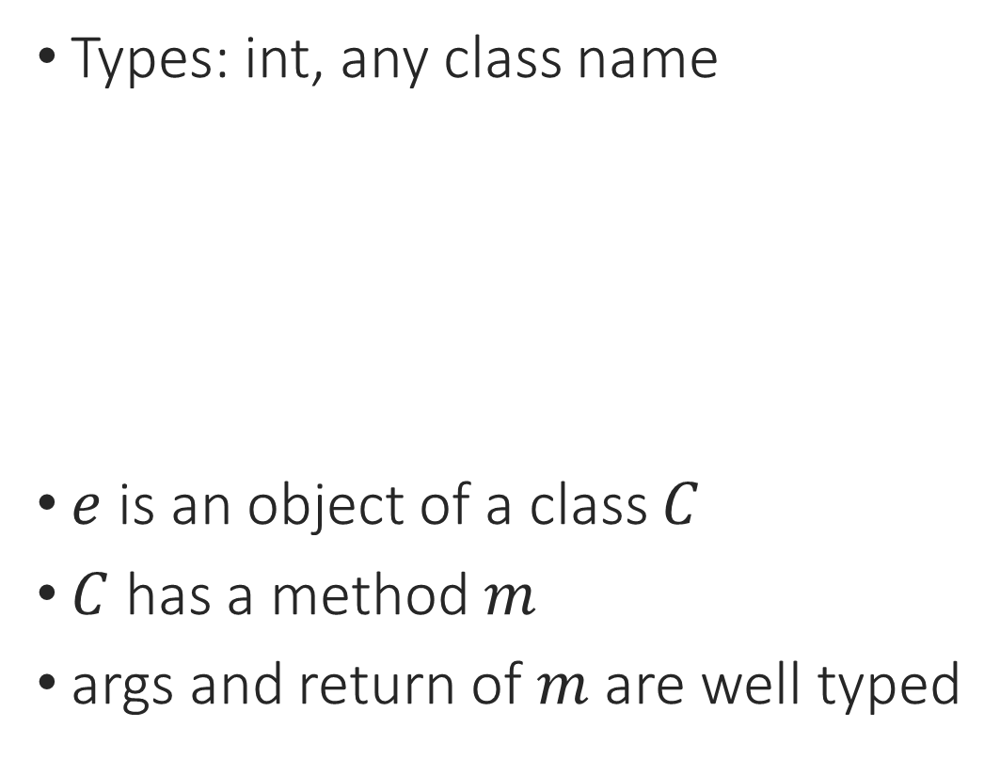 • Types: int, any class name
• e is an object of a class C
• C has a method m
• args and return of m are well typed